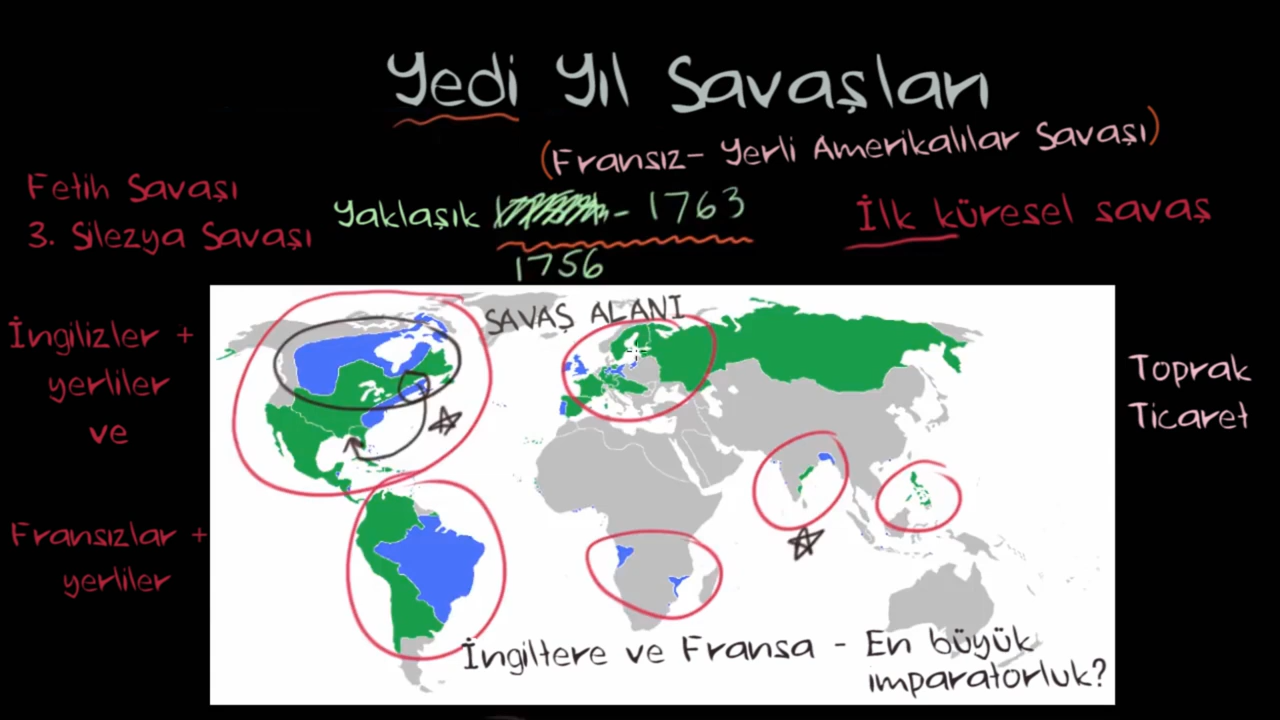 Yedi Yıl Savaşları
(Fransız- Yerli Amerikalılar Savaşı)
Fetih Savaşı
3. Silezya Savaşı
Yaklaşık - 1763
1756
İlk küresel savaş
SAVAŞ ALANI
İngilizler +
yerliler
ve
Fransızlar +
yerliler
Toprak
Ticaret
İngiltere ve Fransa - En büyük
imparatorluk?